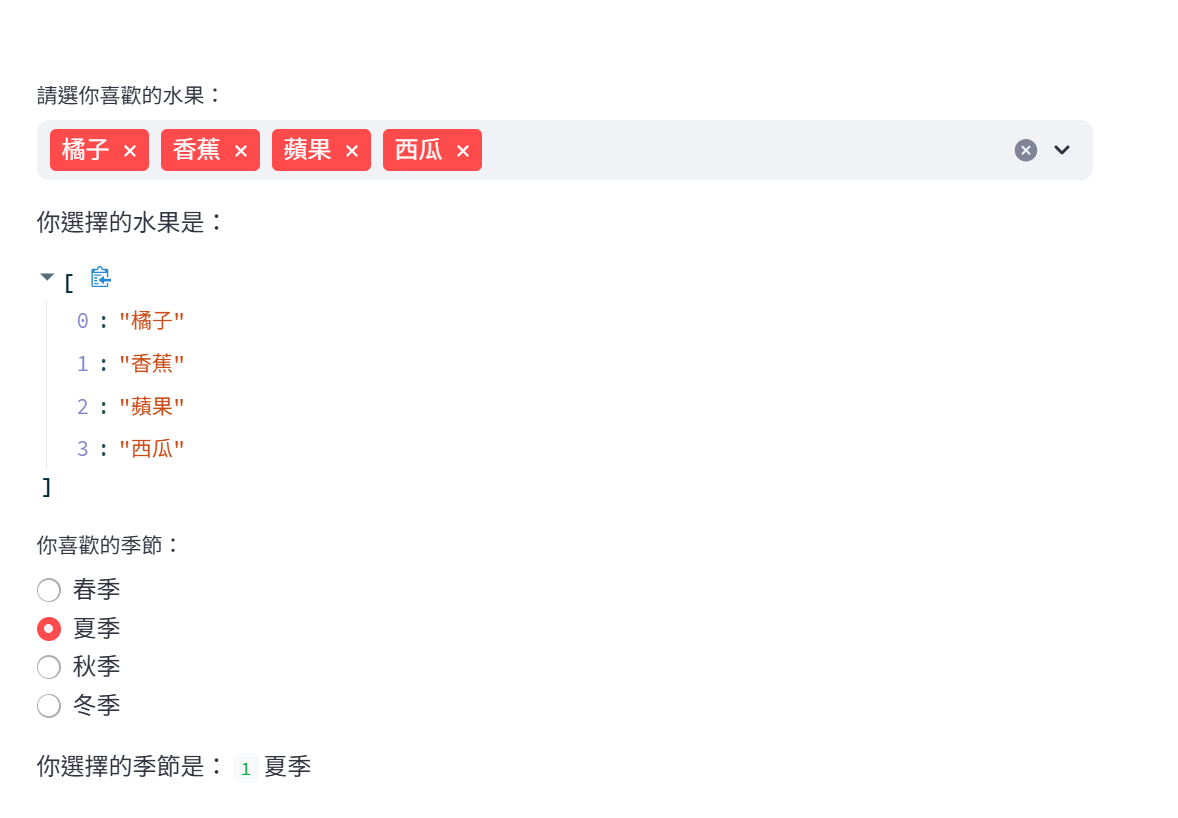 請選你喜歡的水果：
橘子 × 香蕉 × 蘋果 × 西瓜 ×
你選擇的水果是：
[
0 : "橘子"
1 : "香蕉"
2 : "蘋果"
3 : "西瓜"
]
你喜歡的季節：
春季
夏季
秋季
冬季
你選擇的季節是： 1 夏季